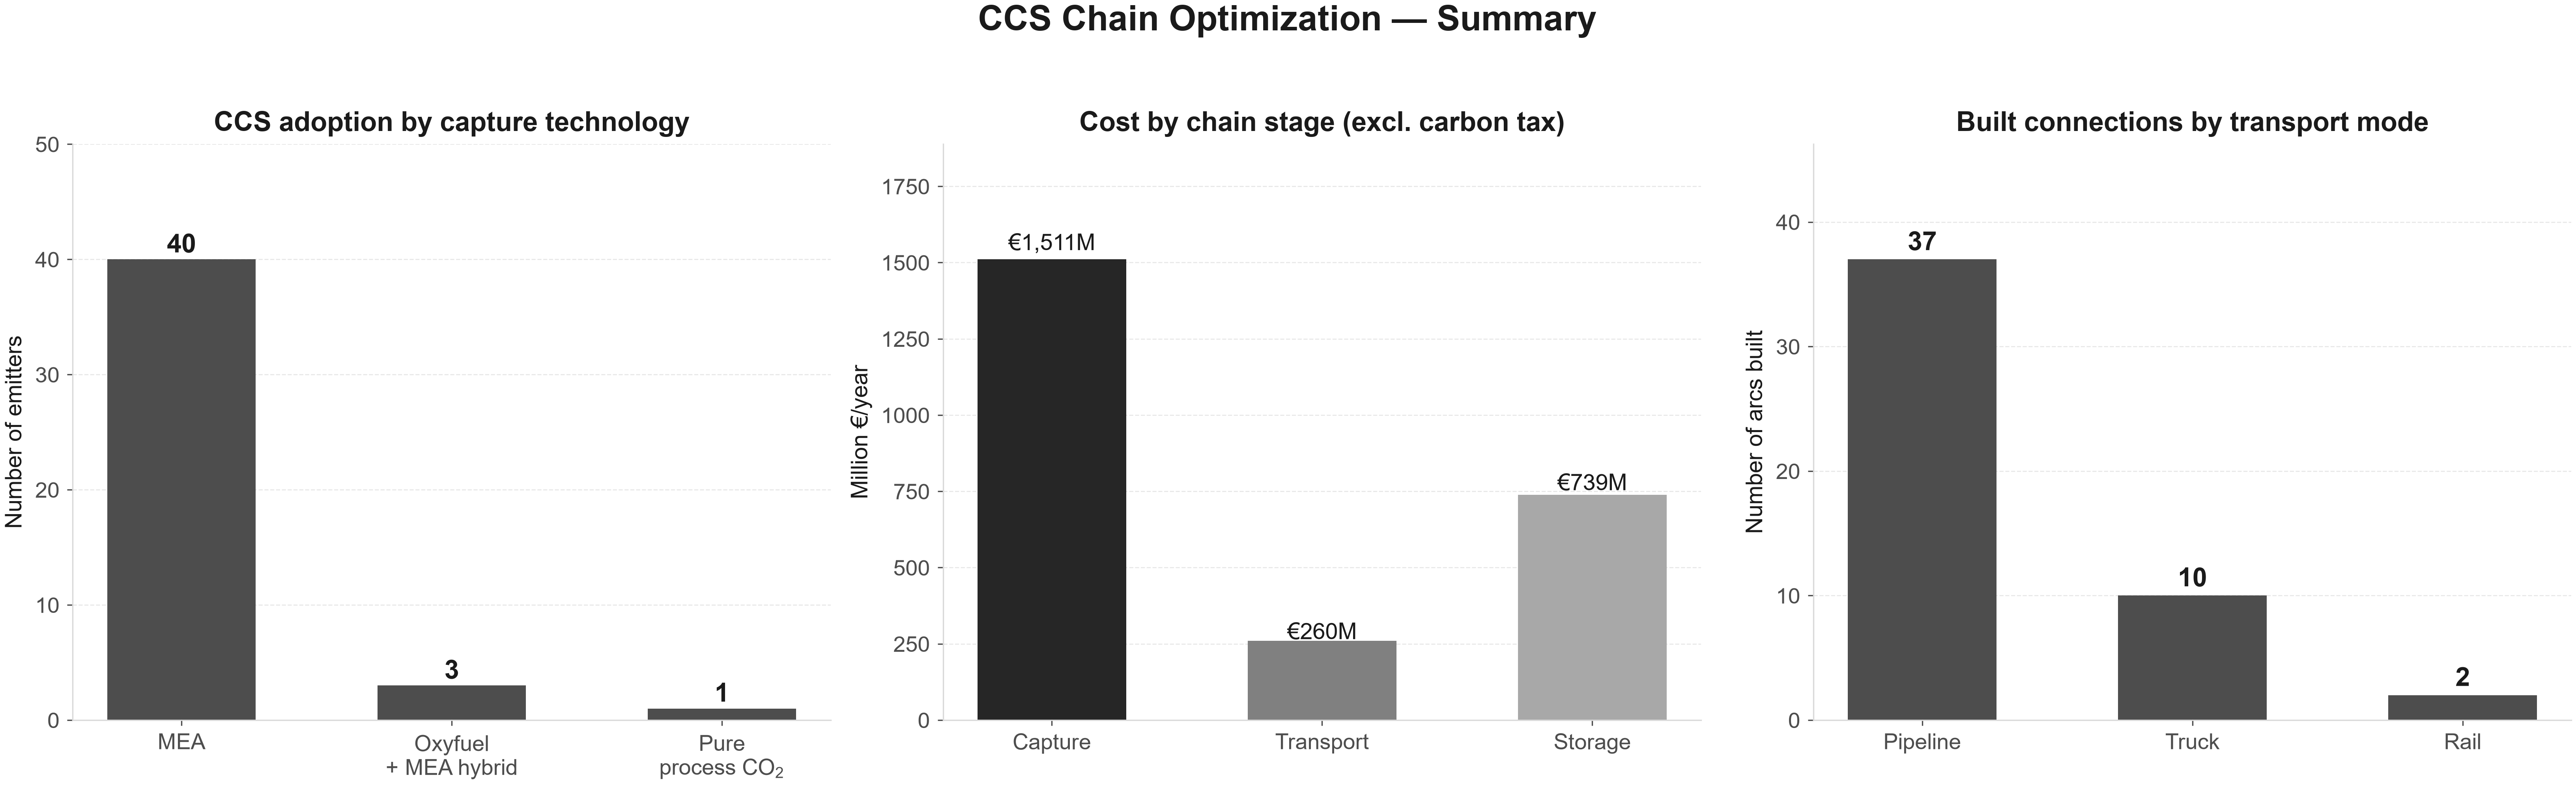 CCS Chain Optimization — Summary
CCS adoption by capture technology
Number of emitters
50
40
30
20
10
0
40
3
1
MEA
Oxyfuel
+ MEA hybrid
Pure
process CO₂
Cost by chain stage (excl. carbon tax)
Million €/year
1750
1500
1250
1000
750
500
250
0
€1,511M
€260M
€739M
Capture
Transport
Storage
Built connections by transport mode
Number of arcs built
40
30
20
10
0
37
10
2
Pipeline
Truck
Rail